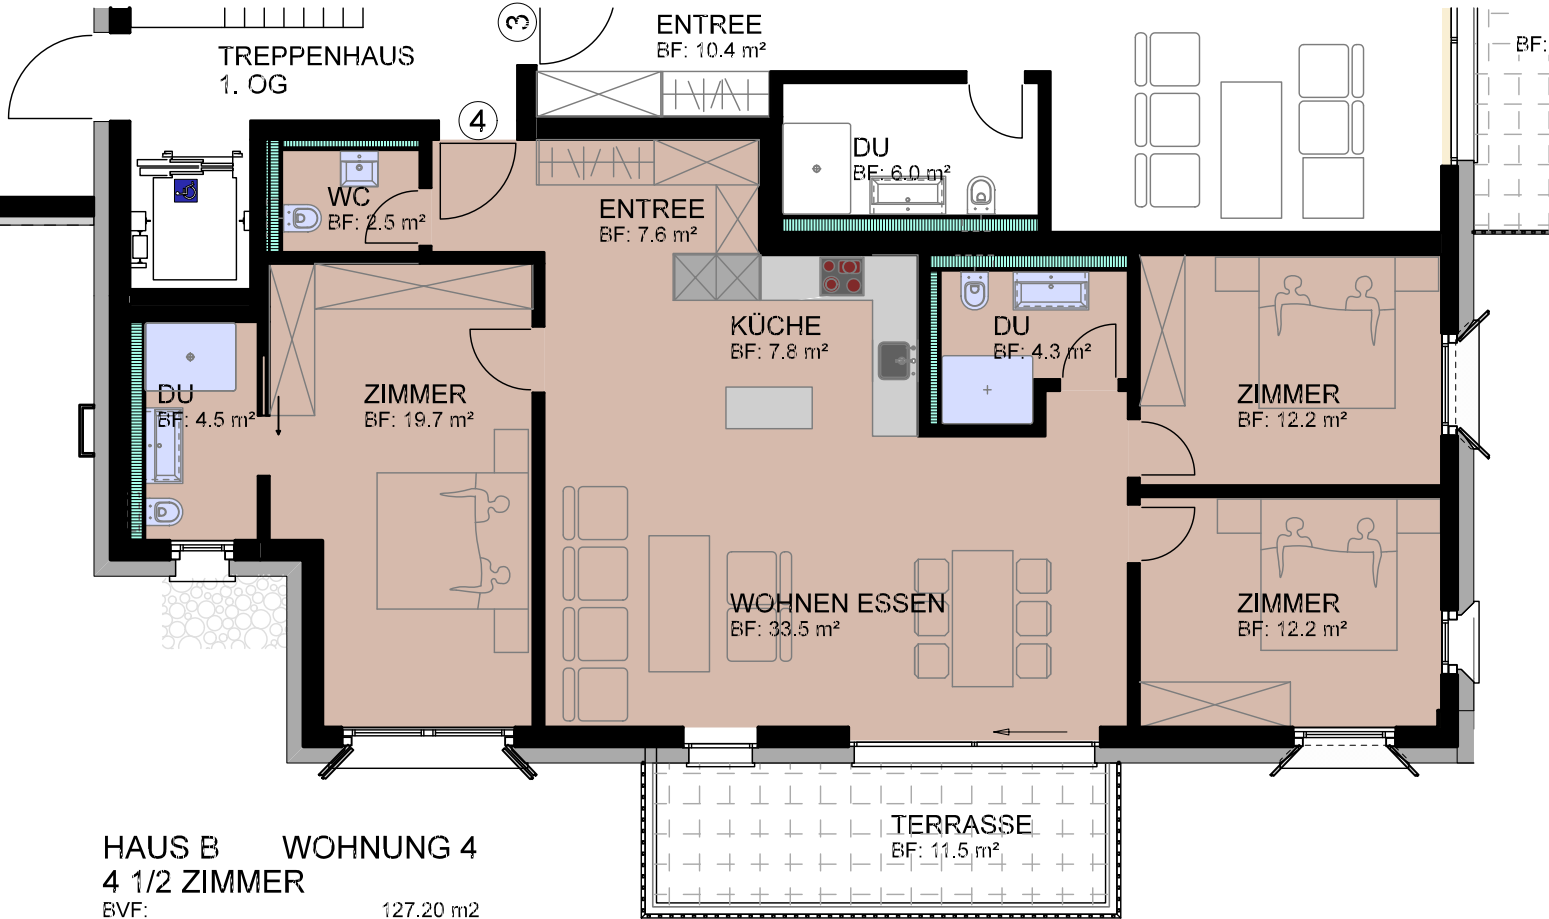 TREPPENHAUS
1. OG
3
ENTREE
BF: 10.4 m²
BF:
4
DU
BF: 6.0 m²
WC
BF: 2.5 m²
ENTREE
BF: 7.6 m²
KÜCHE
BF: 7.8 m²
DU
BF: 4.3 m²
DU
BF: 4.5 m²
ZIMMER
BF: 19.7 m²
ZIMMER
BF: 12.2 m²
WOHNEN ESSEN
BF: 33.5 m²
ZIMMER
BF: 12.2 m²
TERRASSE
BF: 11.5 m²
HAUS B WOHNUNG 4
4 1/2 ZIMMER
BVF: 127.20 m2